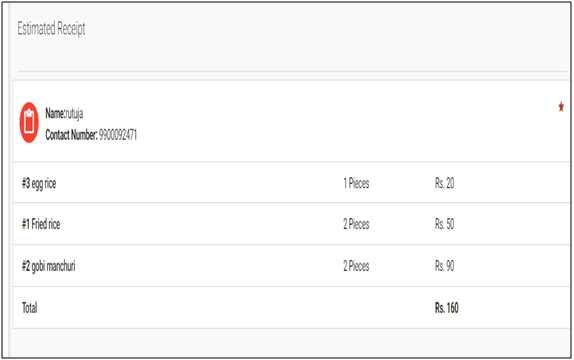 Estimated Receipt
Name:rutuja
Contact Number: 9900092471
#3 egg rice 1 Pieces Rs. 20
#1 Fried rice 2 Pieces Rs. 50
#2 gobi manchuri 2 Pieces Rs. 90
Total Rs. 160